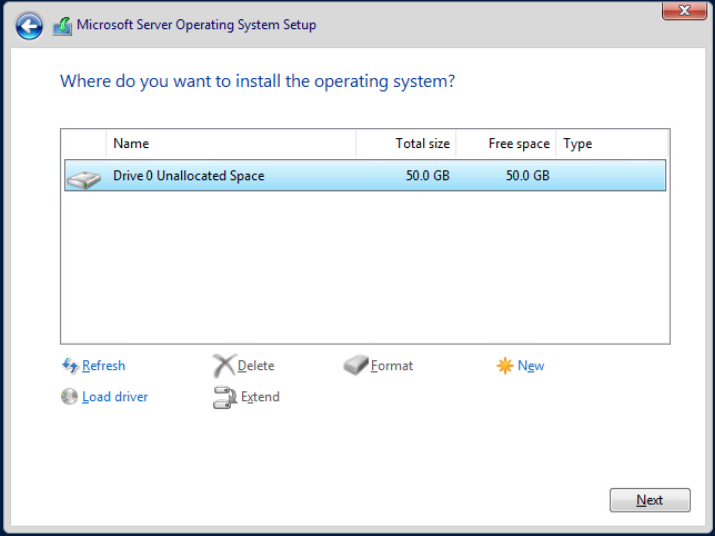 Microsoft Server Operating System Setup
Where do you want to install the operating system?
Name Total size Free space Type
Drive 0 Unallocated Space 50.0 GB 50.0 GB
Refresh Delete Format New
Load driver Extend
Next